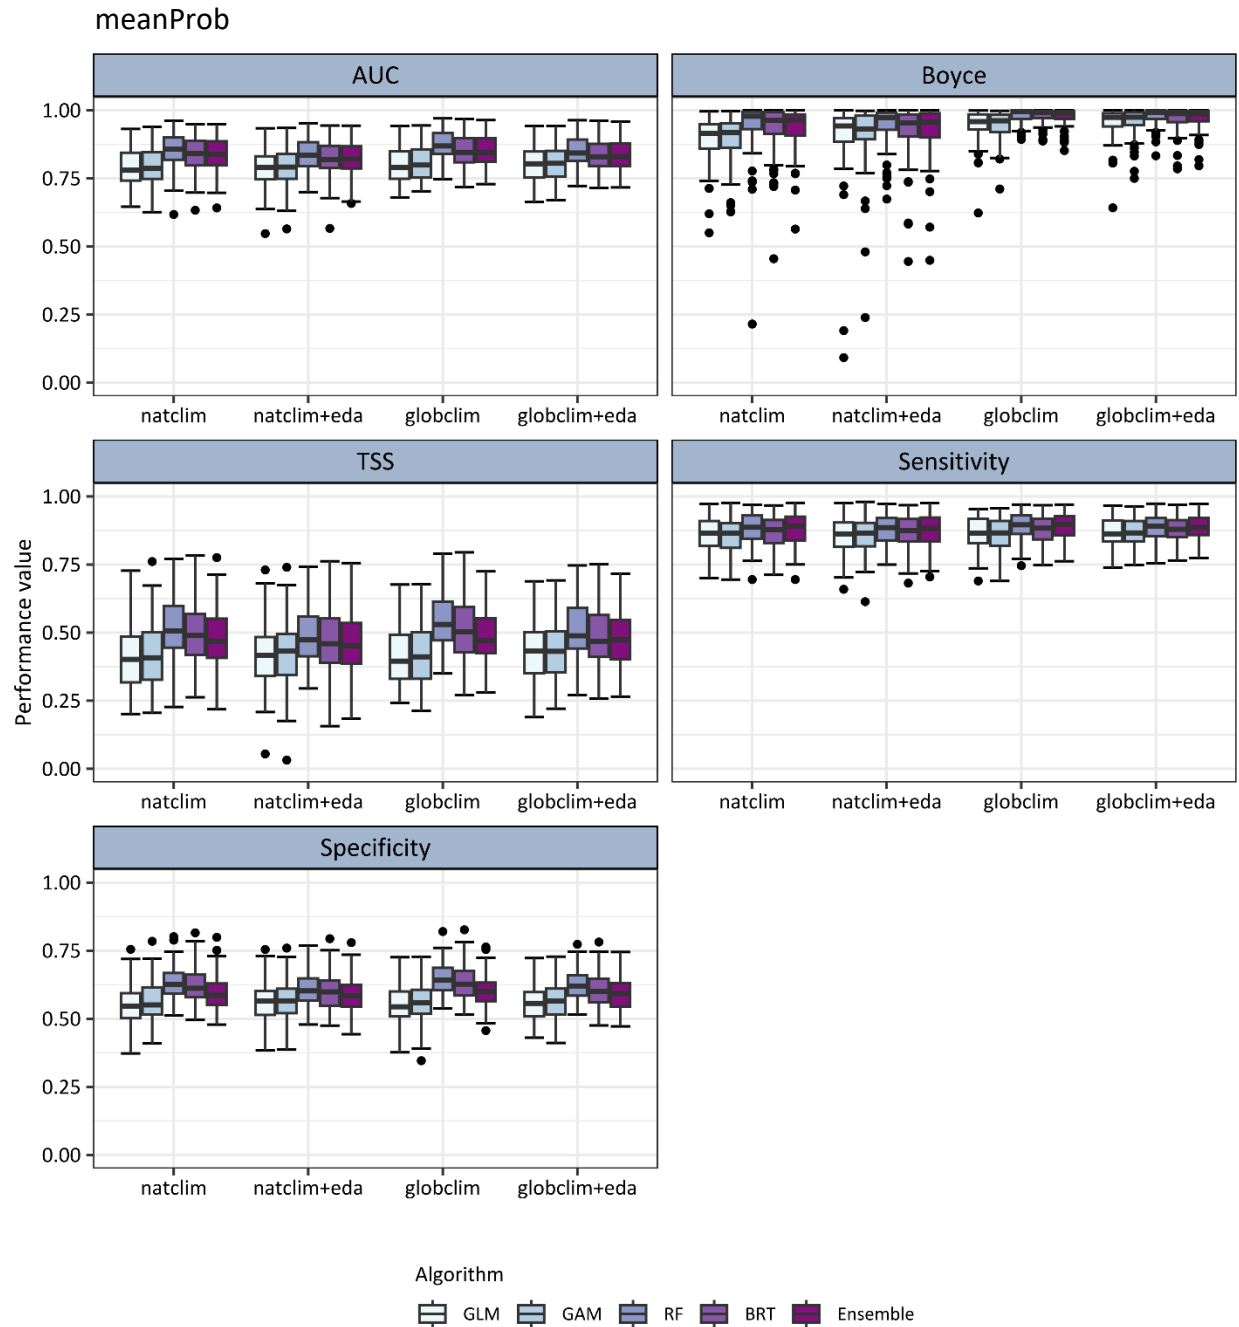 meanProb
AUC
Boyce
1.00
0.75
0.50
0.25
0.00
natclim natclim+eda globclim globclim+eda
natclim natclim+eda globclim globclim+eda
TSS
Sensitivity
1.00
0.75
0.50
0.25
0.00
Performance value
natclim natclim+eda globclim globclim+eda
natclim natclim+eda globclim globclim+eda
Specificity
1.00
0.75
0.50
0.25
0.00
natclim natclim+eda globclim globclim+eda
Algorithm
GLM GAM RF BRT Ensemble